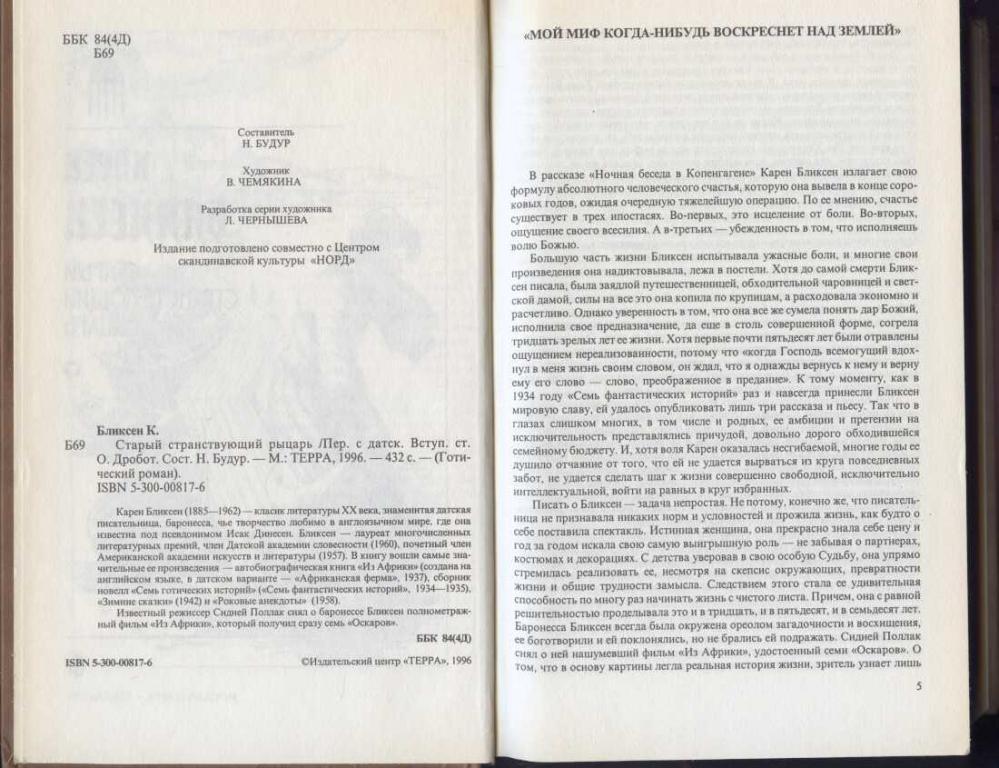 ББК 84(4Д)
Б69
Составитель
Н. БУДУР
Художник
В. ЧЕМЯКИНА
Разработка серии художника
Л. ЧЕРНЫШЕВА
Издание подготовлено совместно с Центром
скандинавской культуры «НОРД»
Бликсен К.
Б69 Старый странствующий рыцарь /Пер. с датск. Вступ. ст.
О. Дробот. Сост. Н. Будур. — М.: ТЕРРА, 1996. — 432 с. — (Готи-
ческий роман).
ISBN 5-300-00817-6
Карен Бликсен (1885—1962) — класик литературы XX века, знаменитая датская
писательница, баронесса, чье творчество любимо в англоязычном мире, где она
известна под псевдонимом Исак Динесен. Бликсен — лауреат многочисленных
литературных премий, член Датской академии словесности (1960), почетный член
Американской академии искусств и литературы (1957). В книгу вошли самые зна-
чительные ее произведения — автобиографическая книга «Из Африки» (создана на
английском языке, в датском варианте — «Африканская ферма», 1937), сборник
новелл «Семь готических историй» («Семь фантастических историй», 1934—1935),
«Зимние сказки» (1942) и «Роковые анекдоты» (1958).
Известный режиссер Сидней Поллак снял о баронессе Бликсен полнометраж-
ный фильм «Из Африки», который получил сразу семь «Оскаров».
ББК 84(4Д)
ISBN 5-300-00817-6 ©Издательский центр «ТЕРРА», 1996
«МОЙ МИФ КОГДА-НИБУДЬ ВОСКРЕСНЕТ НАД ЗЕМЛЕЙ»
В рассказе «Ночная беседа в Копенгагене» Карен Бликсен излагает свою
формулу абсолютного человеческого счастья, которую она вывела в конце соро-
ковых годов, ожидая очередную тяжелейшую операцию. По ее мнению, счастье
существует в трех ипостасях. Во-первых, это исцеление от боли. Во-вторых,
ощущение своего всесилия. А в-третьих — убежденность в том, что исполняешь
волю Божью.
Большую часть жизни Бликсен испытывала ужасные боли, и многие свои
произведения она надиктовывала, лежа в постели. Хотя до самой смерти Блик-
сен писала, была заядлой путешественницей, обходительной чаровницей и свет-
ской дамой, силы на все это она копила по крупицам, а расходовала экономно и
расчетливо. Однако уверенность в том, что она все же сумела понять дар Божий,
исполнила свое предназначение, да еще в столь совершенной форме, согрела
тридцать зрелых лет ее жизни. Хотя первые почти пятьдесят лет были отравлены
ощущением нереализованности, потому что «когда Господь всемогущий вдох-
нул в меня жизнь своим словом, он ждал, что я однажды вернусь к нему и верну
ему его слово — слово, преображенное в предание». К тому моменту, как в
1934 году «Семь фантастических историй» раз и навсегда принесли Бликсен
мировую славу, ей удалось опубликовать лишь три рассказа и пьесу. Так что в
глазах слишком многих, в том числе и родных, ее амбиции и претензии на
исключительность представлялись причудой, довольно дорого обходившейся
семейному бюджету. И, хотя воля Карен оказалась несгибаемой, многие годы ее
душило отчаяние от того, что ей не удается вырваться из круга повседневных
забот, не удается сделать шаг к жизни совершенно свободной, исключительно
интеллектуальной, войти на равных в круг избранных.
Писать о Бликсен — задача непростая. Не потому, конечно же, что писатель-
ница не признавала никаких норм и условностей и прожила жизнь, как будто о
себе поставила спектакль. Истинная женщина, она прекрасно знала себе цену и
год за годом искала свою самую выигрышную роль — не забывая о партнерах,
костюмах и декорациях. С детства уверовав в свою особую Судьбу, она упрямо
стремилась реализовать ее, несмотря на скепсис окружающих, превратности
жизни и общие трудности замысла. Следствием этого стала ее удивительная
способность по многу раз начинать жизнь с чистого листа. Причем, она с равной
решительностью проделывала это и в тридцать, и в пятьдесят, и в семьдесят лет.
Баронесса Бликсен всегда была окружена ореолом загадочности и восхищения,
ее боготворили и ей поклонялись, но не брались ей подражать. Сидней Поллак
снял о ней нашумевший фильм «Из Африки», удостоенный семи «Оскаров». О
том, что в основу картины легла реальная история жизни, зритель узнает лишь
5